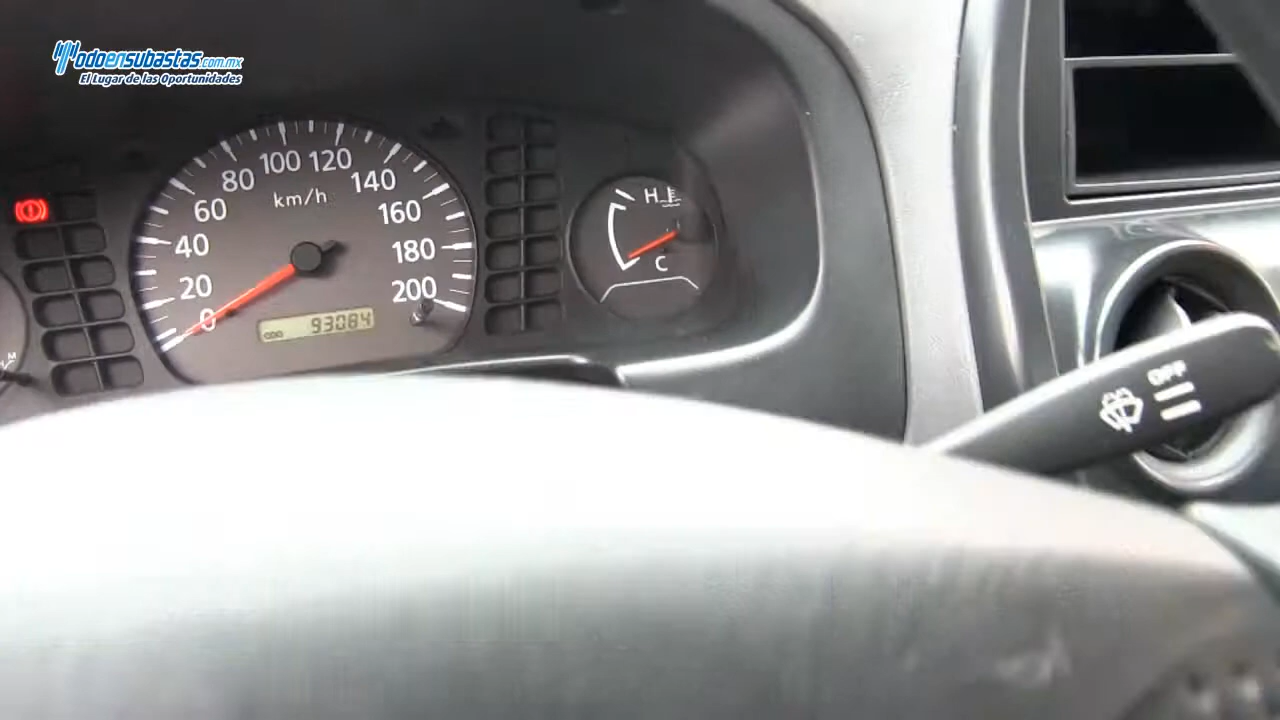 todoensubastas.com.mx
El Lugar de las Oportunidades
0
20
40
60
80
100
120
140
160
180
200
km/h
ODO 93084
H
C
OFF